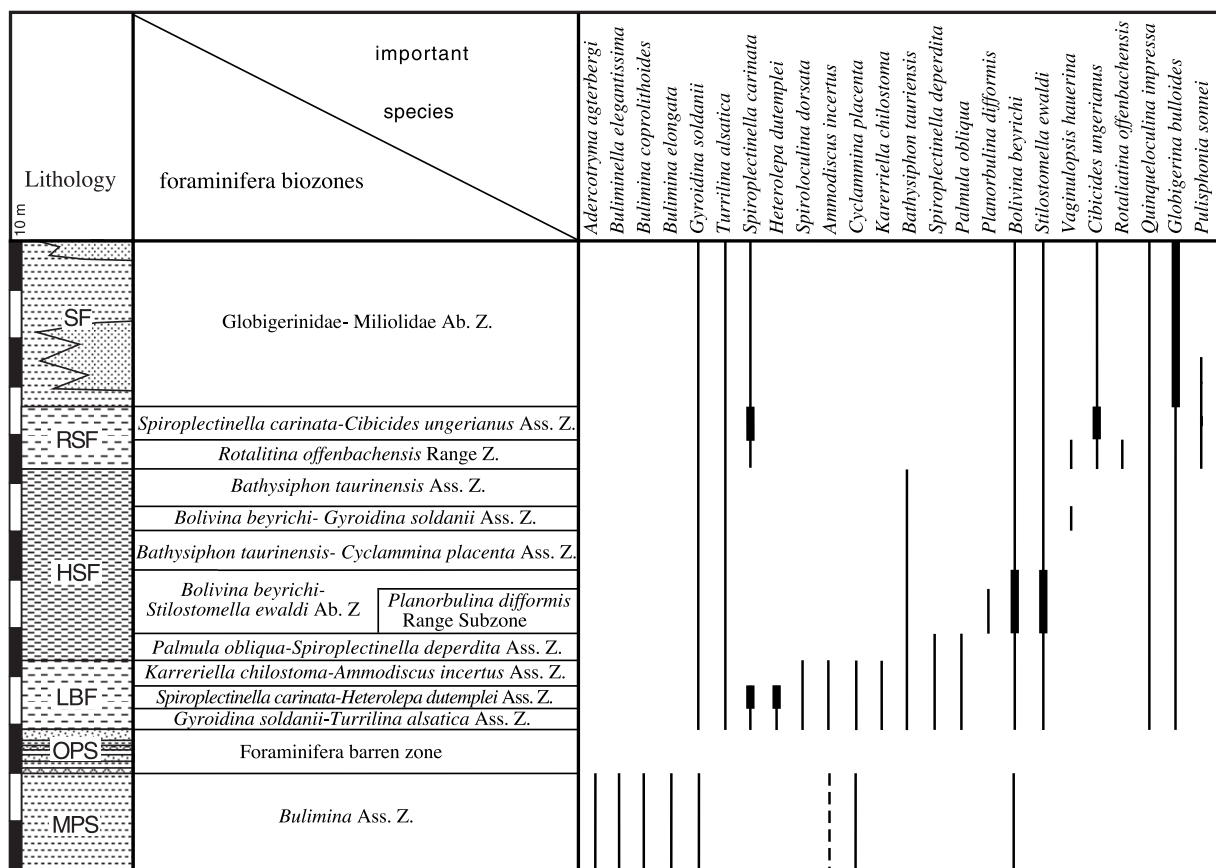 important
species
Lithology
foraminifera biozones
10 m
Adercotryma agterbergi
Buliminella elegantissima
Bulimina coprolithoides
Bulimina elongata
Gyroidina soldanii
Turrilina alsatica
Spiroplectinella carinata
Heterolepa dutemplei
Spiroloculina dorsata
Ammodiscus incertus
Cyclammina placenta
Karerriella chilostoma
Bathysiphon tauriensis
Spiroplectinella deperdita
Palmula obliqua
Planorbulina difformis
Bolivina beyrichi
Stilostomella ewaldi
Vaginulopsis hauerina
Cibicides ungerianus
Rotaliatina offenbachensis
Quinqueloculina impressa
Globigerina bulloides
Pulisphonia sonnei
SF
Globigerinidae- Miliolidae Ab. Z.
RSF
Spiroplectinella carinata-Cibicides ungerianus Ass. Z.
Rotalitina offenbachensis Range Z.
HSF
Bathysiphon taurinensis Ass. Z.
Bolivina beyrichi- Gyroidina soldanii Ass. Z.
Bathysiphon taurinensis- Cyclammina placenta Ass. Z.
Bolivina beyrichi-
Stilostomella ewaldi Ab. Z
Planorbulina difformis
Range Subzone
Palmula obliqua-Spiroplectinella deperdita Ass. Z.
LBF
Karreriella chilostoma-Ammodiscus incertus Ass. Z.
Spiroplectinella carinata-Heterolepa dutemplei Ass. Z.
Gyroidina soldanii-Turrilina alsatica Ass. Z.
OPS
Foraminifera barren zone
MPS
Bulimina Ass. Z.